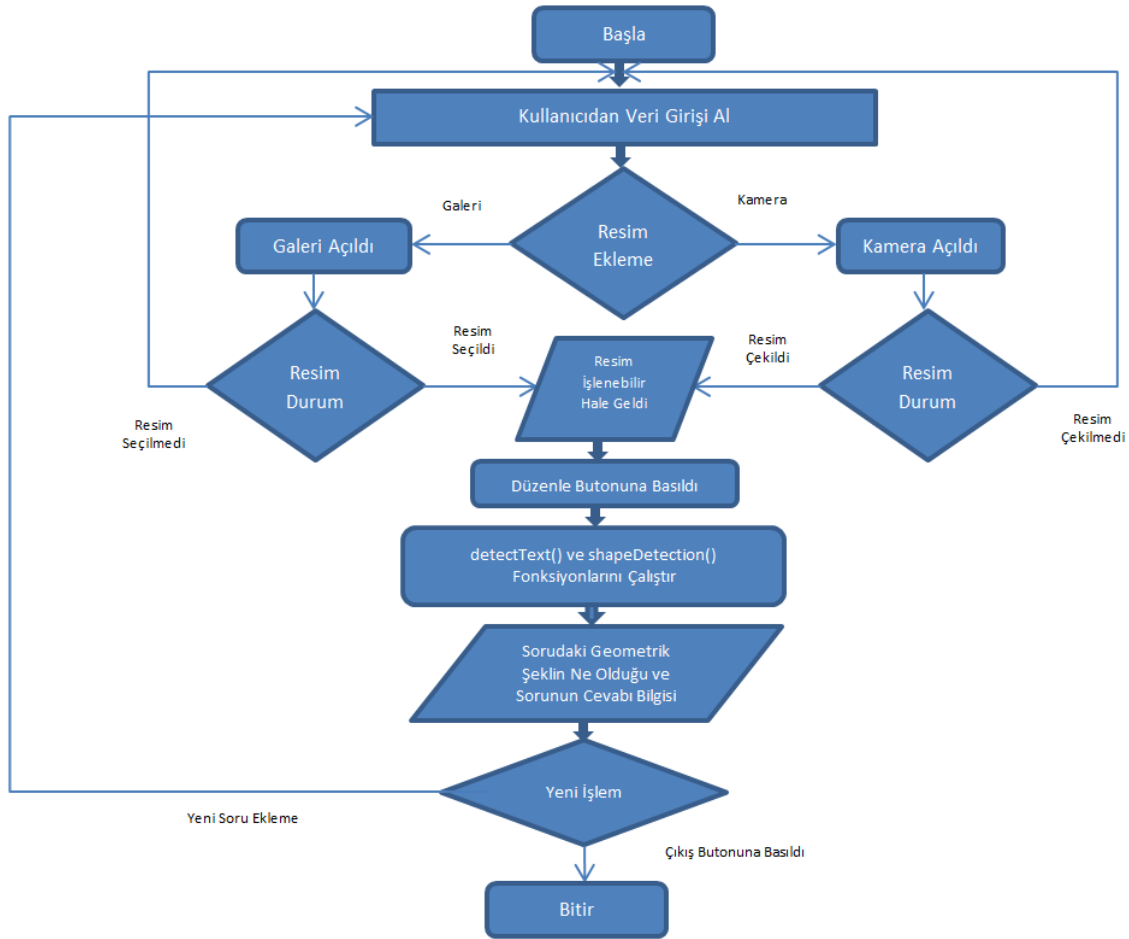 Başla
Kullanıcıdan Veri Girişi Al
Galeri
Kamera
Resim
Ekleme
Galeri Açıldı
Kamera Açıldı
Resim
Seçildi
Resim
Çekildi
Resim
Durum
Resim
İşlenebilir
Hale Geldi
Resim
Durum
Resim
Seçilmedi
Resim
Çekilmedi
Düzenle Butonuna Basıldı
detectText() ve shapeDetection()
Fonksiyonlarını Çalıştır
Sorudaki Geometrik
Şeklin Ne Olduğu ve
Sorunun Cevabı Bilgisi
Yeni İşlem
Yeni Soru Ekleme
Çıkış Butonuna Basıldı
Bitir